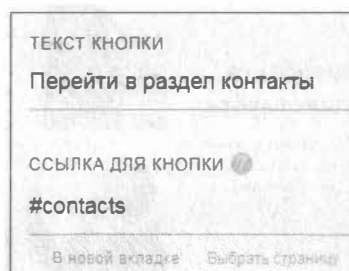 ТЕКСТ КНОПКИ
Перейти в раздел контакты
ССЫЛКА ДЛЯ КНОПКИ
#contacts
В новой вкладке Выбрать страницу